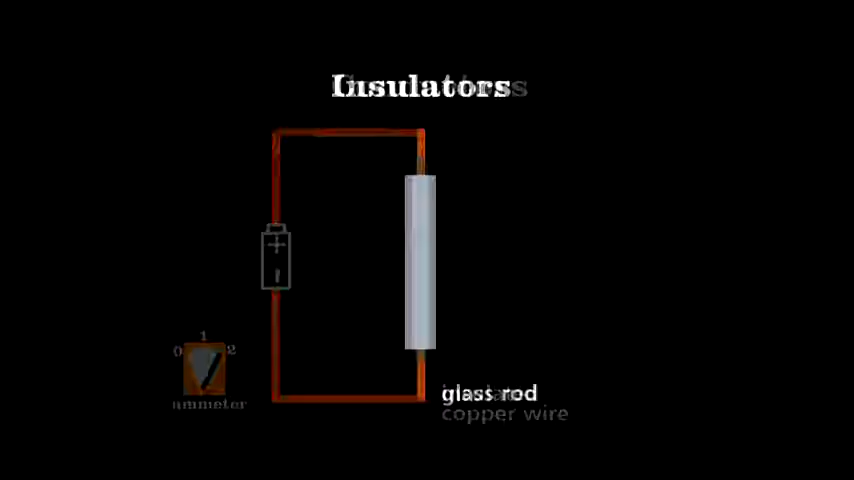 Insulators
+
1
0 2
ammeter
glass rod
copper wire